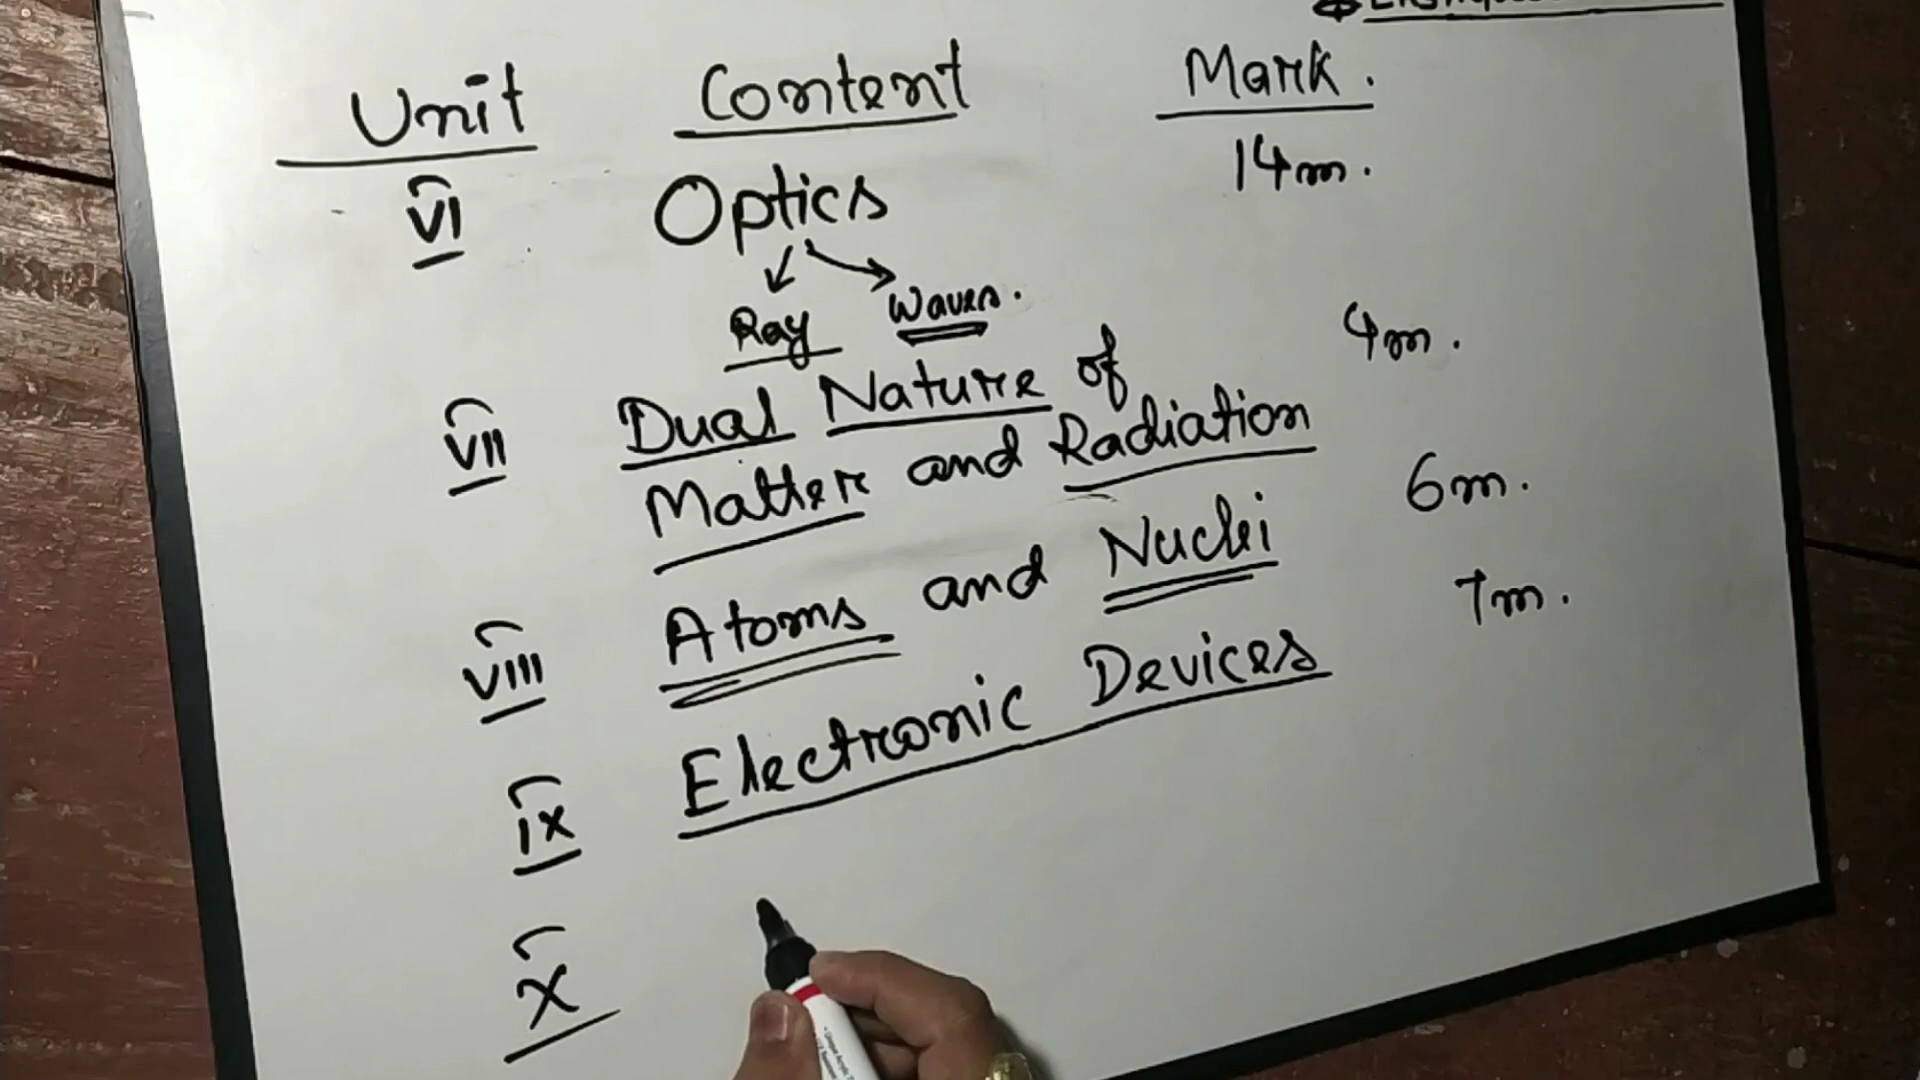 Unit Content Mark.
VI Optics 14m.
Ray Waves.
VII Dual Nature of 4m.
Matter and Radiation
VIII Atoms and Nuclei 6m.
IX Electronic Devices 7m.
X